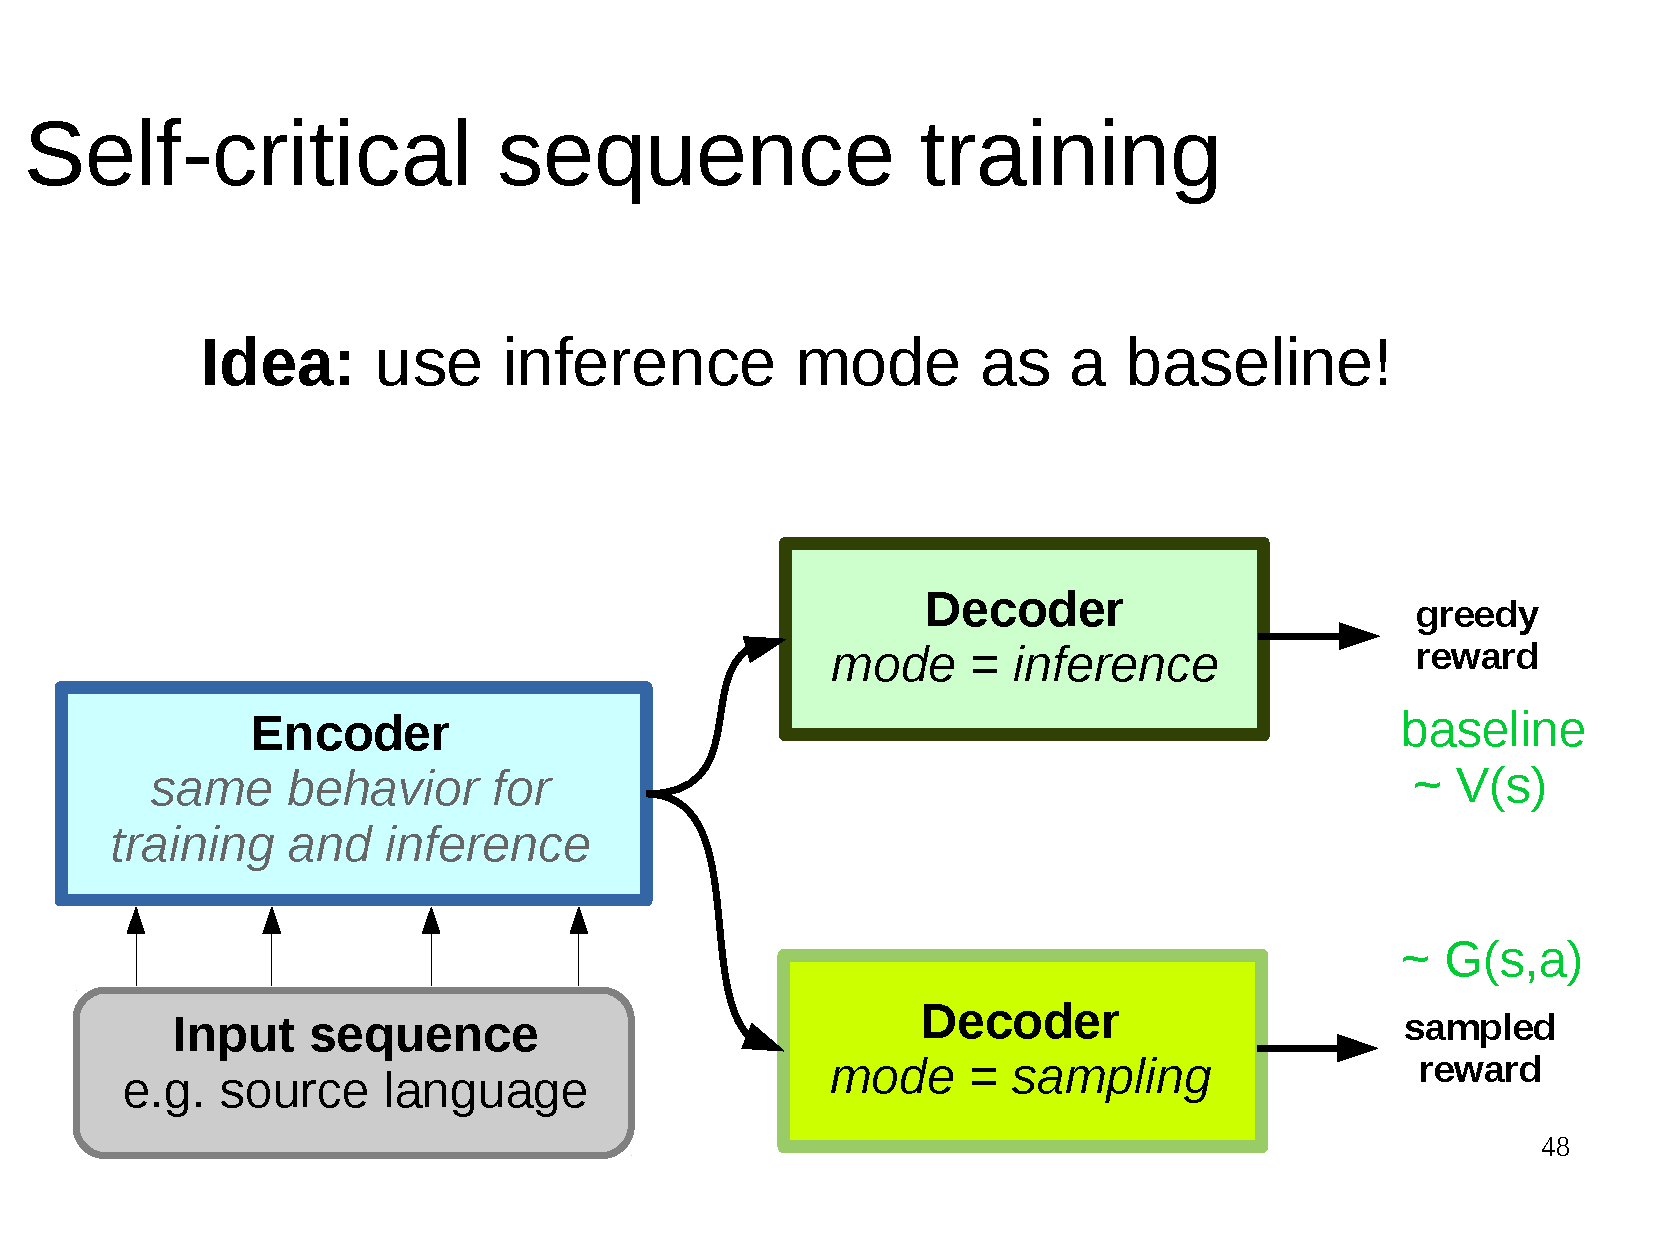 Self-critical sequence training
Idea: use inference mode as a baseline!
Decoder
mode = inference
greedy
reward
baseline
~ V(s)
Encoder
same behavior for
training and inference
Input sequence
e.g. source language
Decoder
mode = sampling
~ G(s,a)
sampled
reward
48